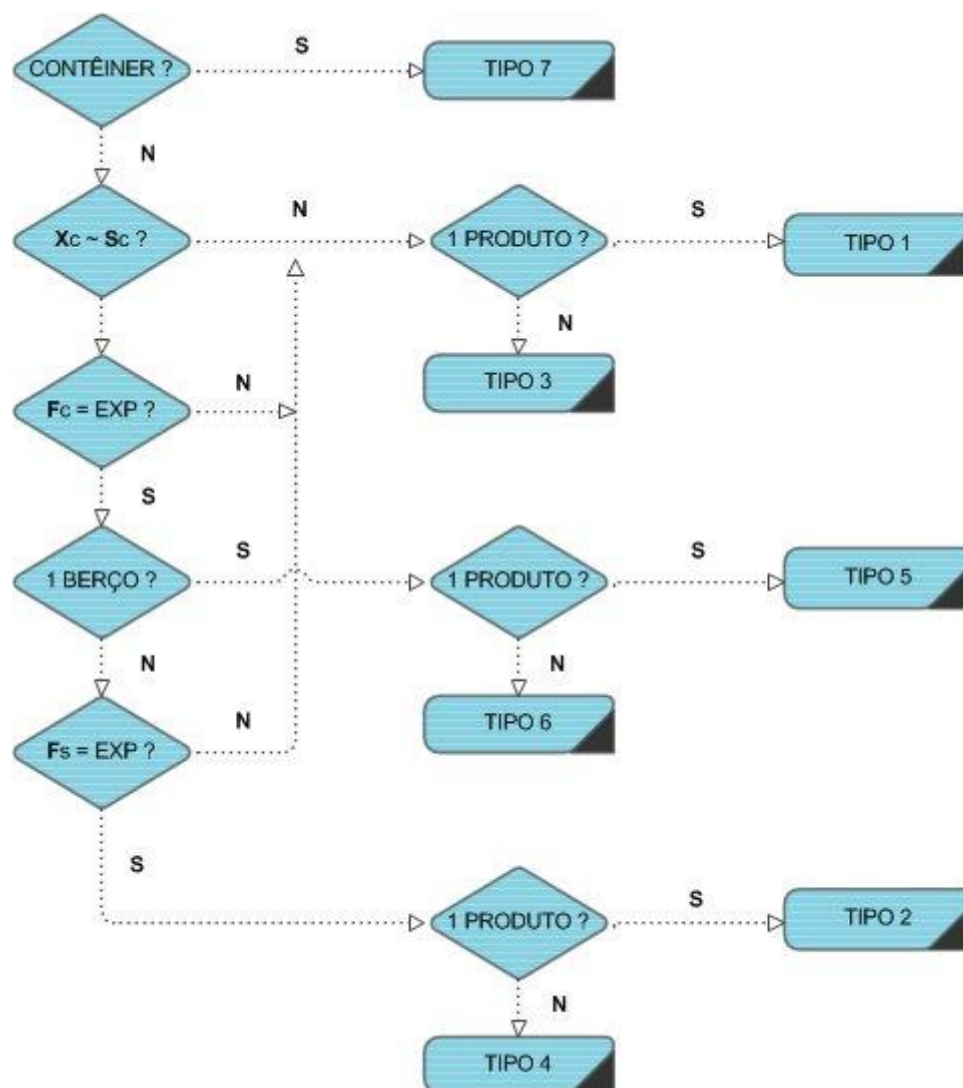 CONTÊINER ?
S
TIPO 7
N
Xc ~ Sc ?
N
1 PRODUTO ?
S
TIPO 1
N
TIPO 3
Fc = EXP ?
N
S
1 BERÇO ?
S
1 PRODUTO ?
S
TIPO 5
N
N
TIPO 6
Fs = EXP ?
N
S
1 PRODUTO ?
S
TIPO 2
N
TIPO 4